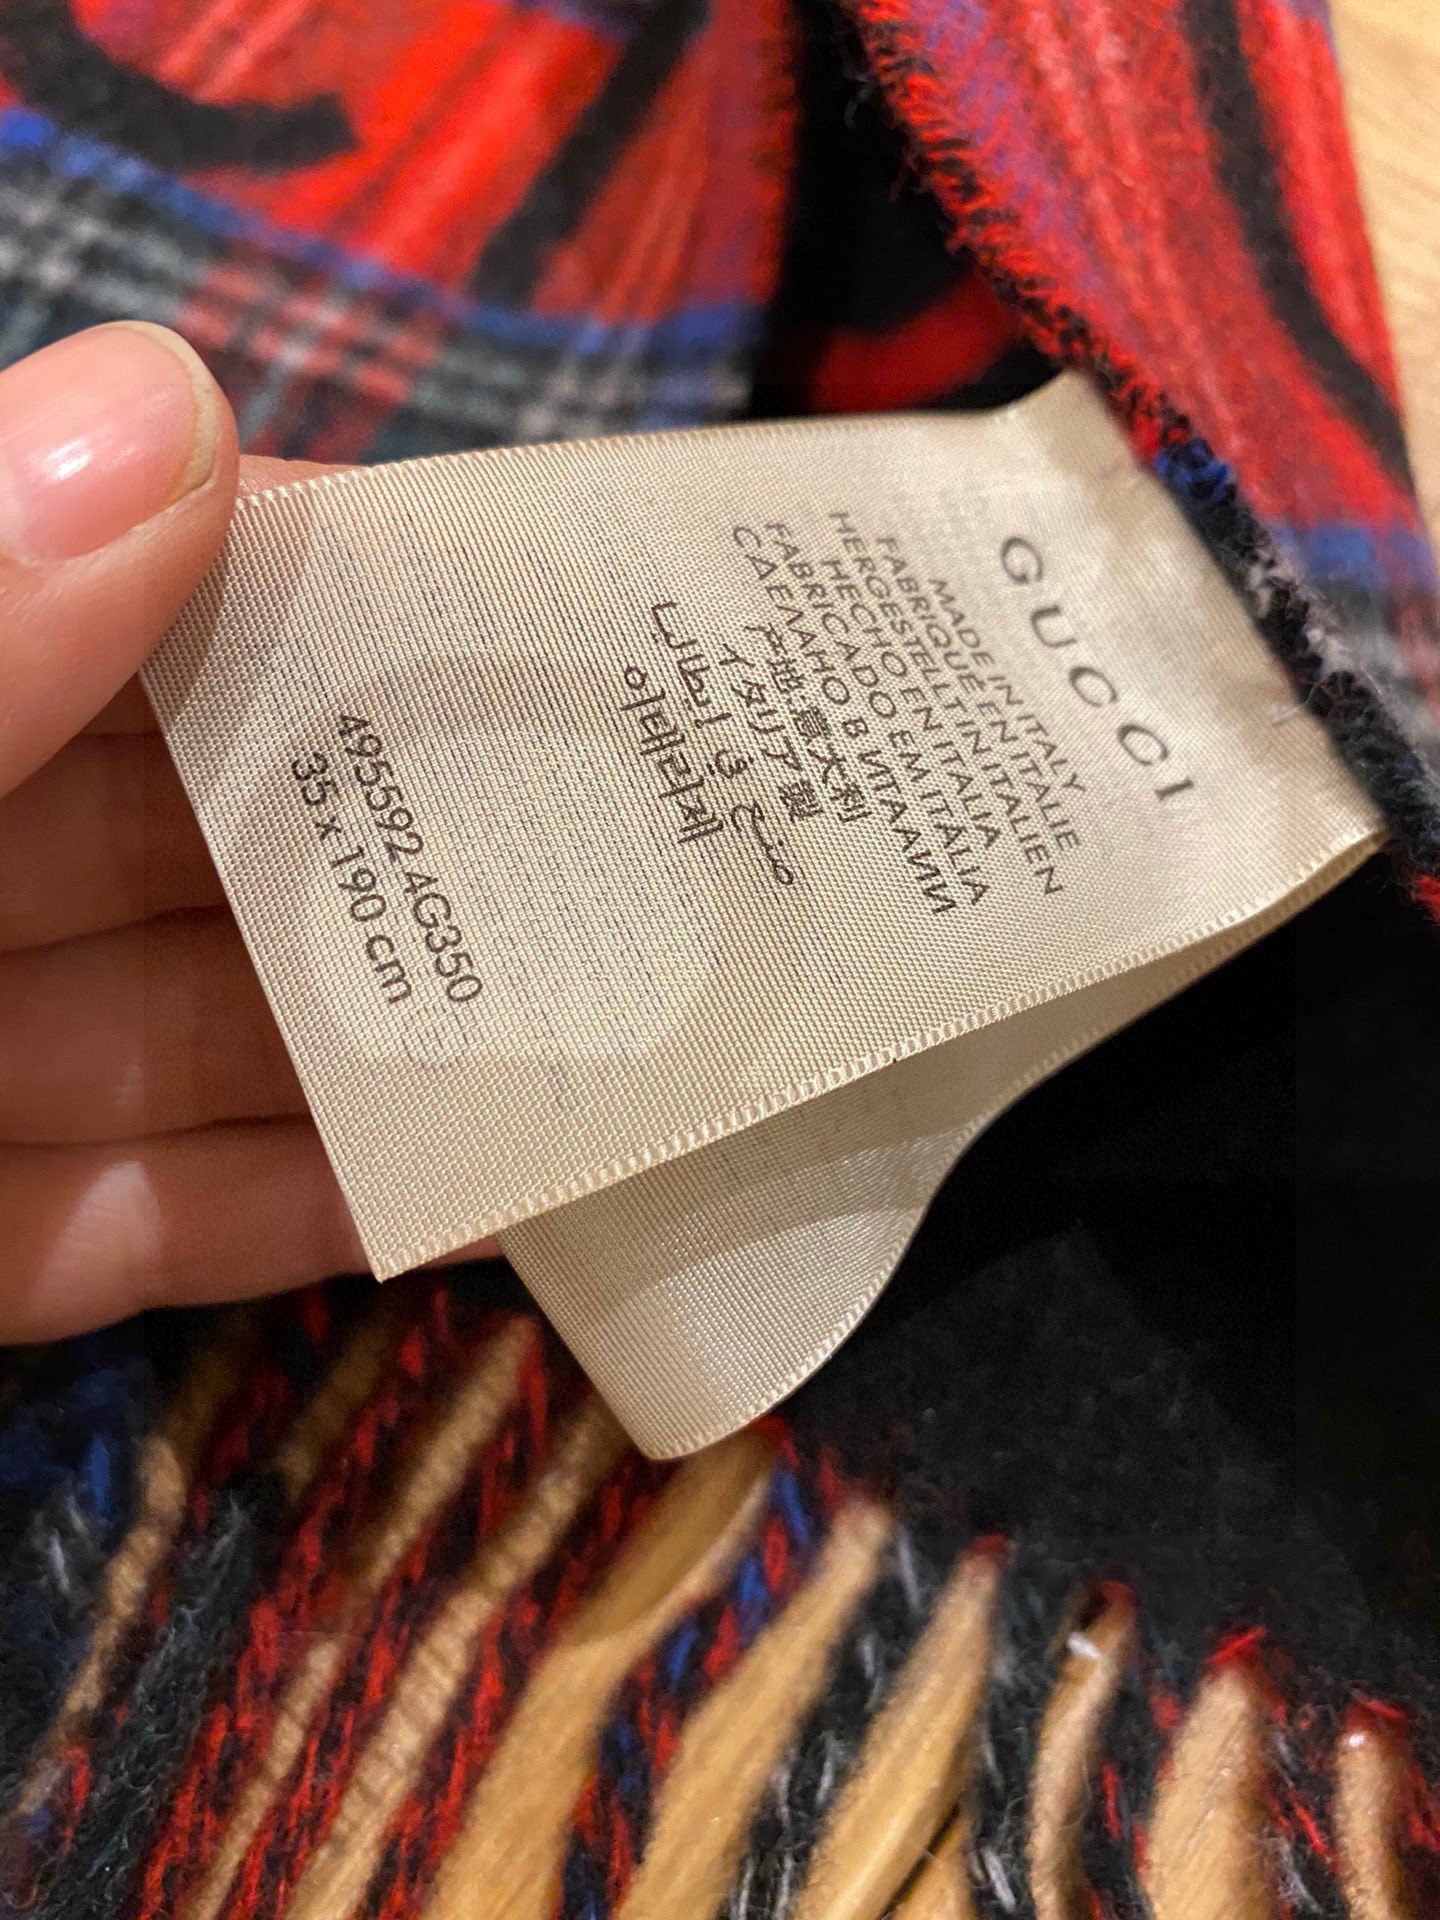 GUCCI
MADE IN ITALY
FABRIQUÉ EN ITALIE
HERGESTELLT IN ITALIEN
HECHO EN ITALIA
FABRICADO EM ITALIA
СДЕЛАНО В ИТАЛИИ
产地:意大利
イタリア製
صنع في إيطاليا
이태리제
495592 4G350
35 x 190 cm